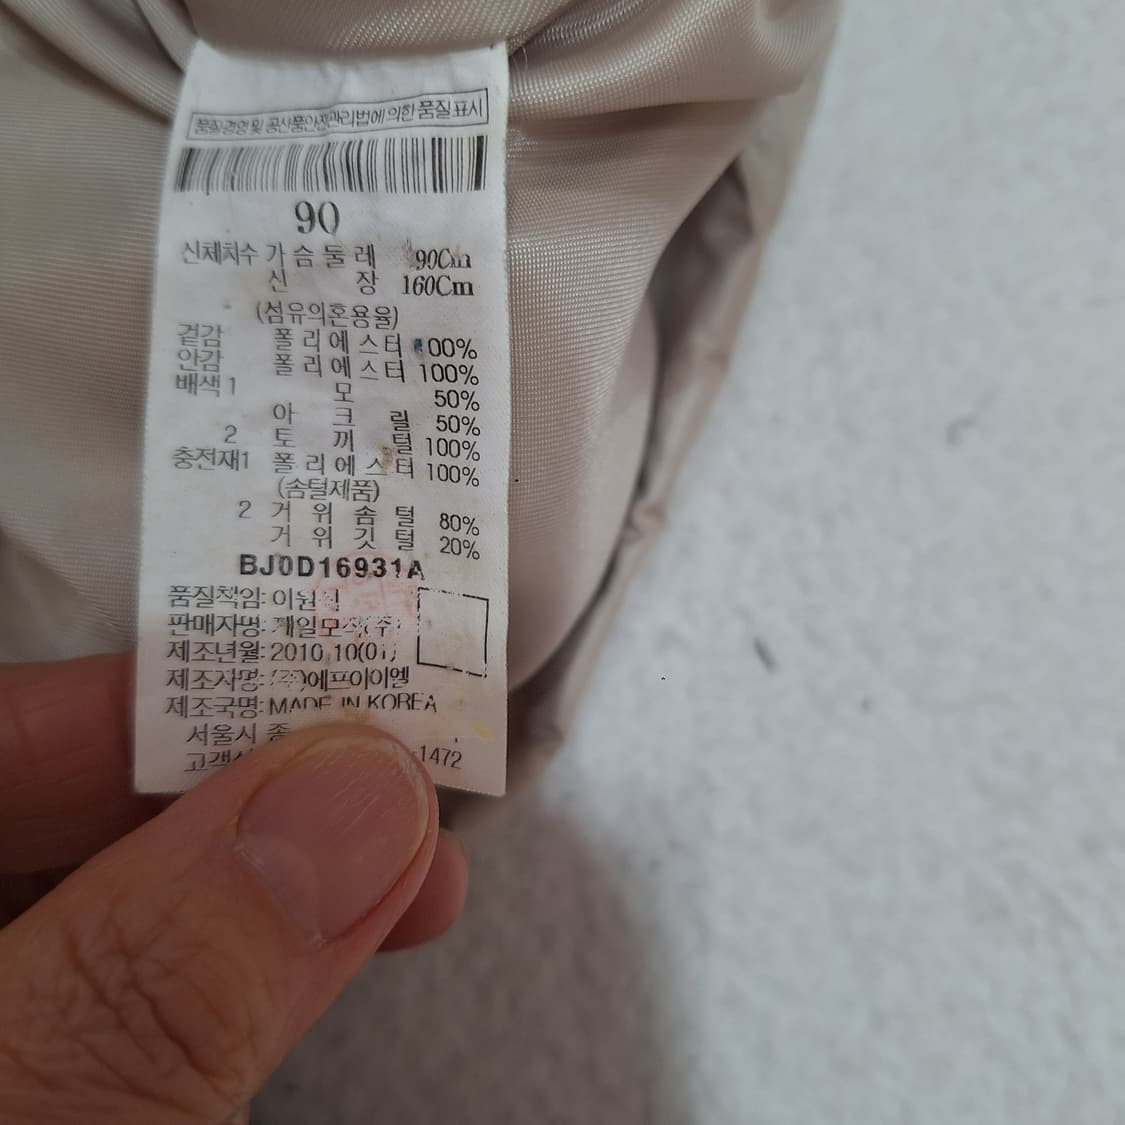 품질경영 및 공산품안전관리법에 의한 품질표시
90
신체치수 가슴둘레 90Cm
신장 160Cm
(섬유의혼용율)
겉감 폴리에스터 00%
안감 폴리에스터 100%
배색1 모 50%
아크릴 50%
2 토끼털 100%
충전재1 폴리에스터 100%
(솜털제품)
2 거위솜털 80%
거위깃털 20%
BJ0D16931A
품질책임: 이원
판매자명: 제일모직(주)
제조년월: 2010.10(01)
제조자명: (주)에프이이엘
제조국명: MADE IN KOREA
서울시 종
고객 1472